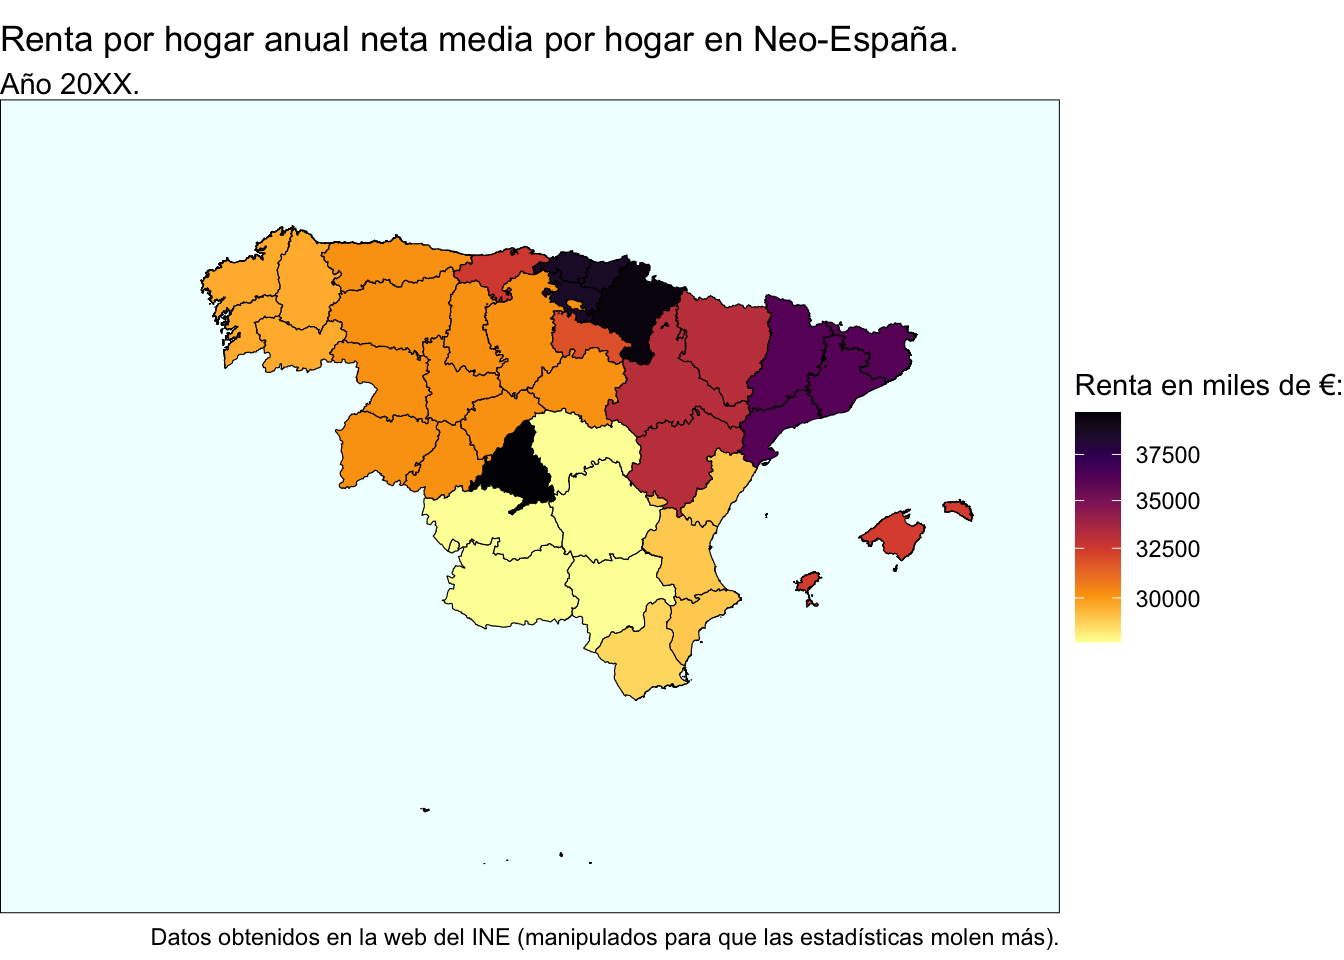 Renta por hogar anual neta media por hogar en Neo-España.
Año 20XX.
Renta en miles de €:
37500
35000
32500
30000
Datos obtenidos en la web del INE (manipulados para que las estadísticas molen más).